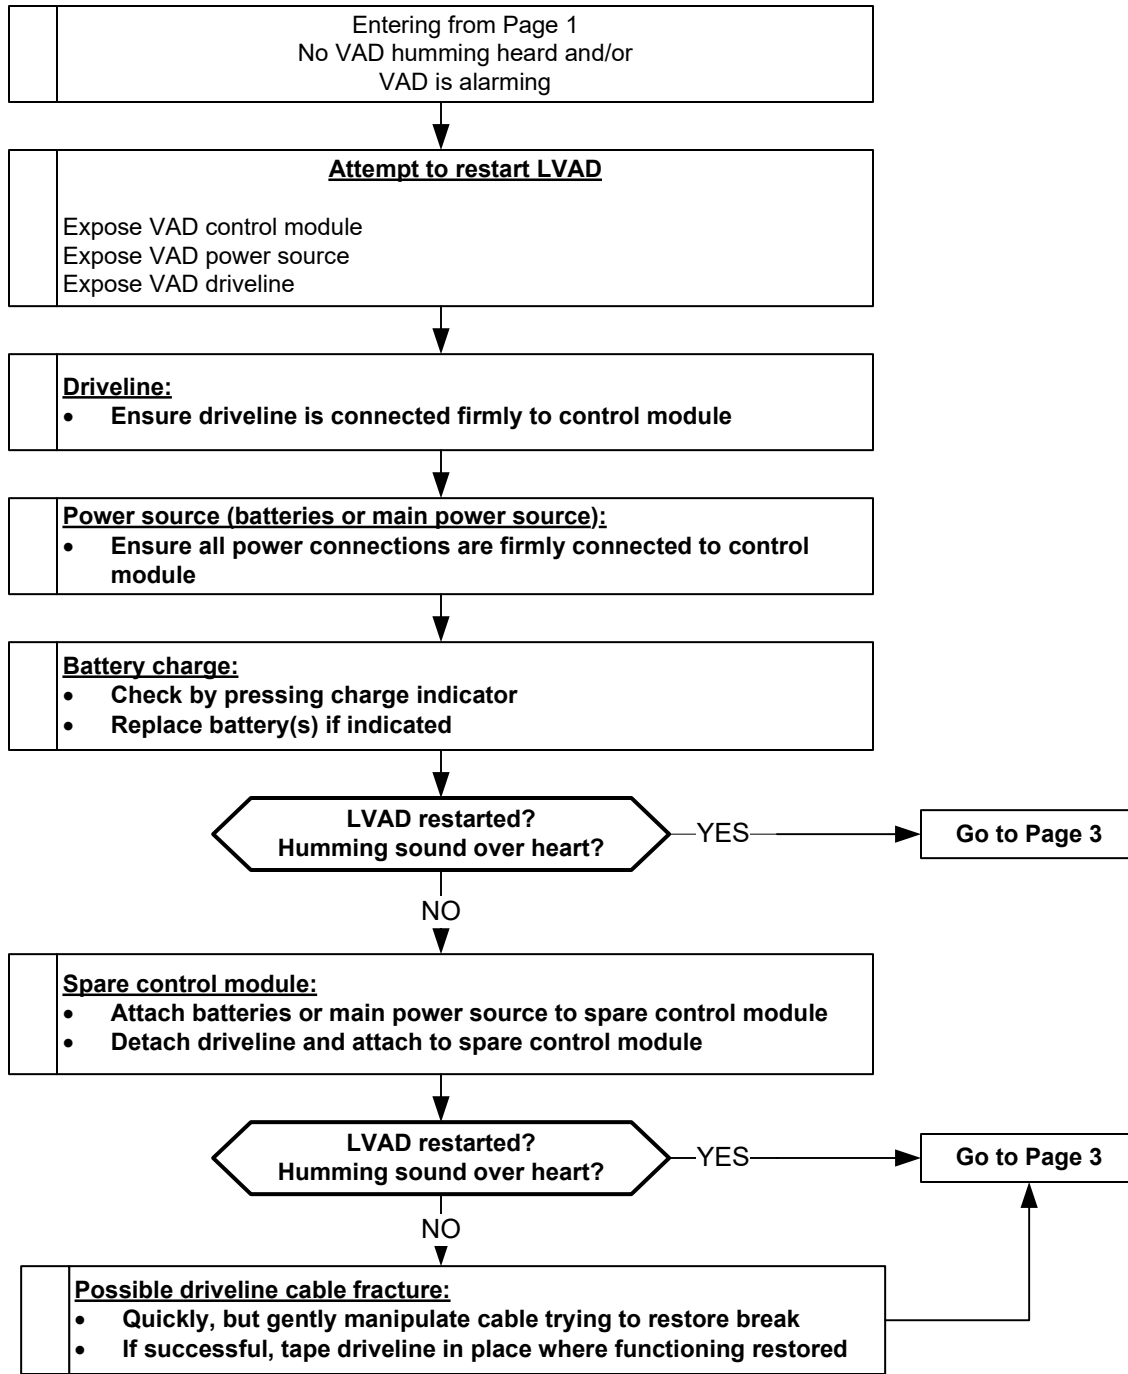 Entering from Page 1
No VAD humming heard and/or
VAD is alarming
Attempt to restart LVAD
Expose VAD control module
Expose VAD power source
Expose VAD driveline
Driveline:
• Ensure driveline is connected firmly to control module
Power source (batteries or main power source):
• Ensure all power connections are firmly connected to control
module
Battery charge:
• Check by pressing charge indicator
• Replace battery(s) if indicated
LVAD restarted?
Humming sound over heart?
YES
Go to Page 3
NO
Spare control module:
• Attach batteries or main power source to spare control module
• Detach driveline and attach to spare control module
LVAD restarted?
Humming sound over heart?
YES
Go to Page 3
NO
Possible driveline cable fracture:
• Quickly, but gently manipulate cable trying to restore break
• If successful, tape driveline in place where functioning restored